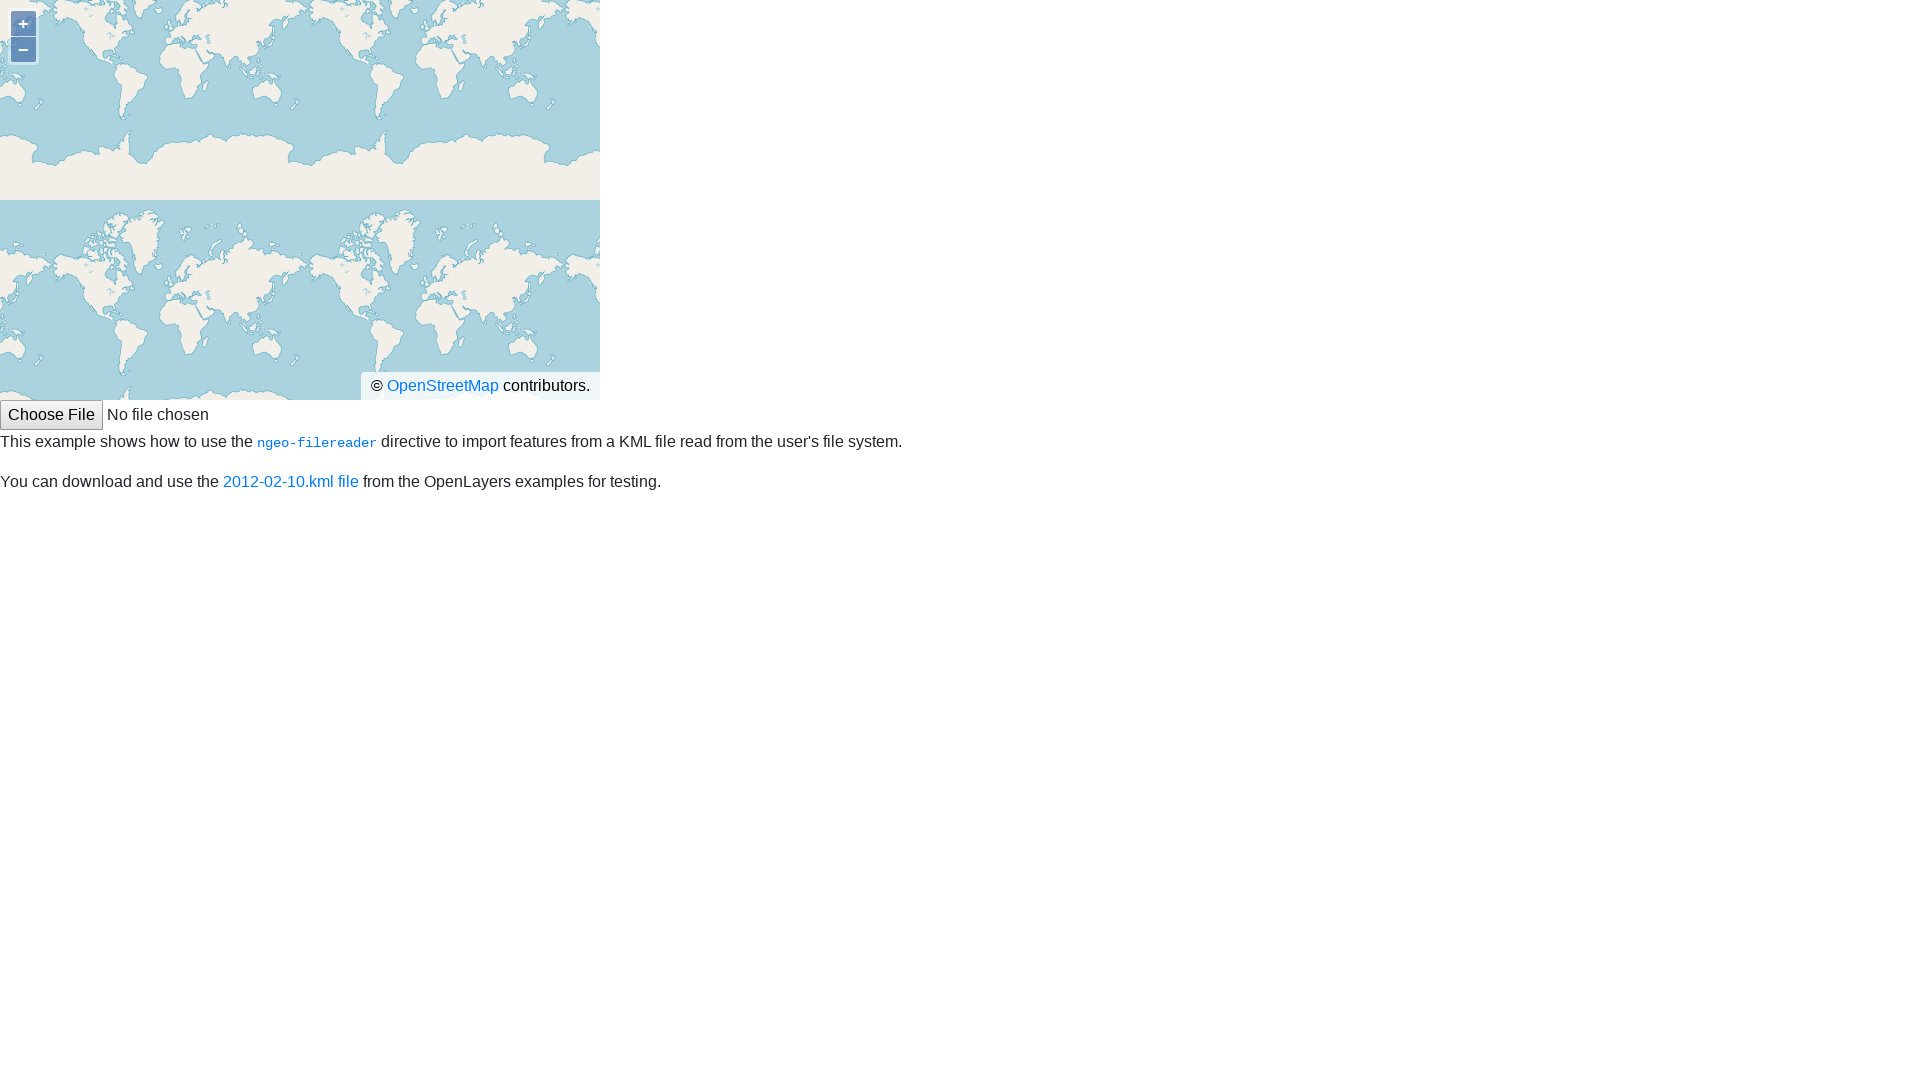 +
−
© OpenStreetMap contributors.
Choose File No file chosen
This example shows how to use the ngeo-filereader directive to import features from a KML file read from the user's file system.
You can download and use the 2012-02-10.kml file from the OpenLayers examples for testing.